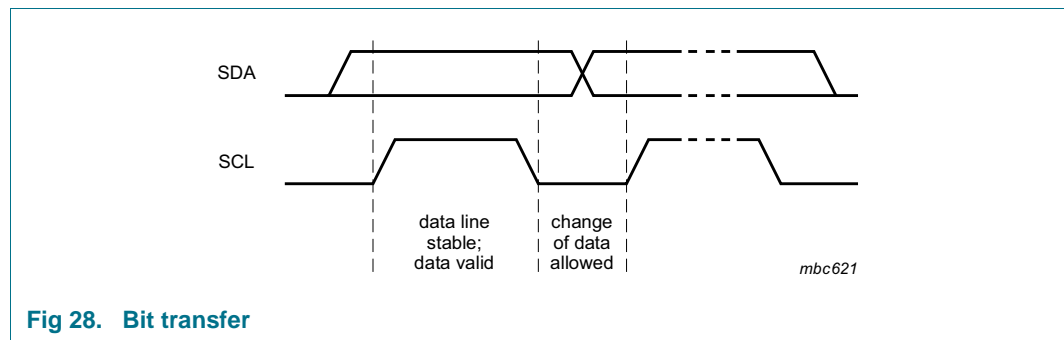 SDA
SCL
data line
stable;
data valid
change
of data
allowed
mbc621
Fig 28. Bit transfer